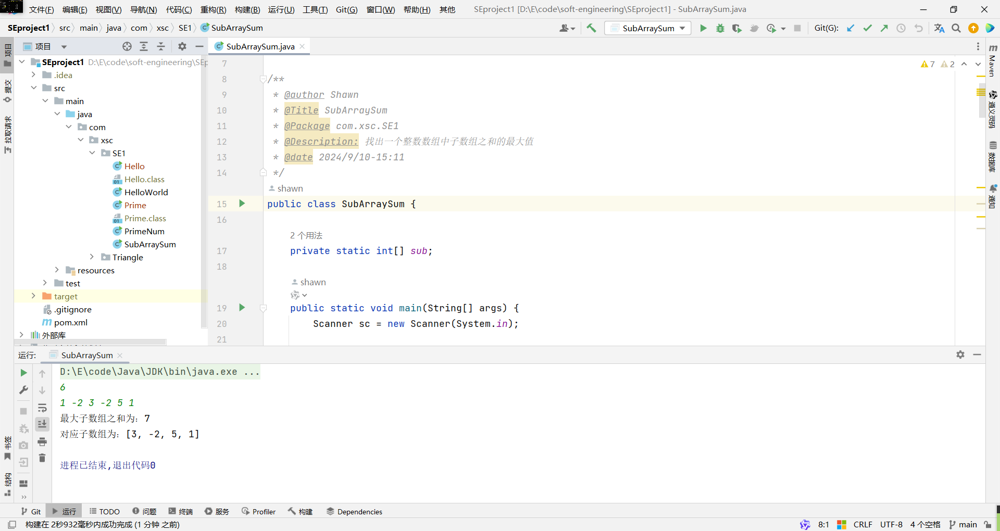 文件(F) 编辑(E) 视图(V) 导航(N) 代码(C) 重构(R) 构建(B) 运行(U) 工具(T) Git(G) 窗口(W) 帮助(H) 其他 SEproject1 [D:\E\code\soft-engineering\SEproject1] - SubArraySum.java
SEproject1 src main java com xsc SE1 SubArraySum
SubArraySum Git(G):
项目
提交
拉取请求
书签
结构
项目
SEproject1 D:\E\code\soft-engineering\SEp
.idea
src
main
java
com
xsc
SE1
Hello
Hello.class
HelloWorld
Prime
Prime.class
PrimeNum
SubArraySum
Triangle
resources
test
target
.gitignore
pom.xml
外部库
SubArraySum.java
7 2
7
8 /**
9 * @author Shawn
10 * @Title SubArraySum
11 * @Package com.xsc.SE1
12 * @Description: 找出一个整数数组中子数组之和的最大值
13 * @date 2024/9/10-15:11
14 */
shawn
15 public class SubArraySum {
16
2 个用法
17 private static int[] sub;
18
shawn
19 public static void main(String[] args) {
20 Scanner sc = new Scanner(System.in);
21
Maven
通义灵码
数据库
通知
运行: SubArraySum
D:\E\code\Java\JDK\bin\java.exe ...
6
1 -2 3 -2 5 1
最大子数组之和为: 7
对应子数组为: [3, -2, 5, 1]
进程已结束,退出代码0
Git 运行 TODO 问题 终端 服务 Profiler 构建 Dependencies
构建在 2秒932毫秒内成功完成 (1 分钟 之前) 8:1 CRLF UTF-8 4 个空格 main